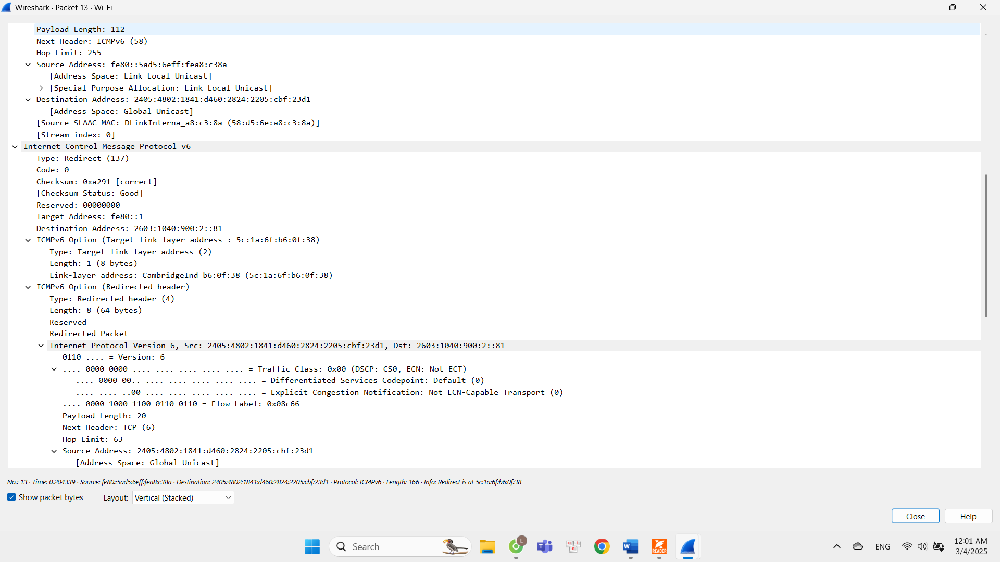 Wireshark · Packet 13 · Wi-Fi
Payload Length: 112
Next Header: ICMPv6 (58)
Hop Limit: 255
Source Address: fe80::5ad5:6eff:fea8:c38a
[Address Space: Link-Local Unicast]
[Special-Purpose Allocation: Link-Local Unicast]
Destination Address: 2405:4802:1841:d460:2824:2205:cbf:23d1
[Address Space: Global Unicast]
[Source SLAAC MAC: DLinkInterna_a8:c3:8a (58:d5:6e:a8:c3:8a)]
[Stream index: 0]
Internet Control Message Protocol v6
Type: Redirect (137)
Code: 0
Checksum: 0xa291 [correct]
[Checksum Status: Good]
Reserved: 00000000
Target Address: fe80::1
Destination Address: 2603:1040:900:2::81
ICMPv6 Option (Target link-layer address : 5c:1a:6f:b6:0f:38)
Type: Target link-layer address (2)
Length: 1 (8 bytes)
Link-layer address: CambridgeInd_b6:0f:38 (5c:1a:6f:b6:0f:38)
ICMPv6 Option (Redirected header)
Type: Redirected header (4)
Length: 8 (64 bytes)
Reserved
Redirected Packet
Internet Protocol Version 6, Src: 2405:4802:1841:d460:2824:2205:cbf:23d1, Dst: 2603:1040:900:2::81
0110 .... = Version: 6
.... 0000 0000 .... .... .... .... .... = Traffic Class: 0x00 (DSCP: CS0, ECN: Not-ECT)
.... 0000 00.. .... .... .... .... .... = Differentiated Services Codepoint: Default (0)
.... .... ..00 .... .... .... .... .... = Explicit Congestion Notification: Not ECN-Capable Transport (0)
.... 0000 1000 1100 0110 0110 = Flow Label: 0x08c66
Payload Length: 20
Next Header: TCP (6)
Hop Limit: 63
Source Address: 2405:4802:1841:d460:2824:2205:cbf:23d1
[Address Space: Global Unicast]
No.: 13 · Time: 0.204339 · Source: fe80::5ad5:6eff:fea8:c38a · Destination: 2405:4802:1841:d460:2824:2205:cbf:23d1 · Protocol: ICMPv6 · Length: 166 · Info: Redirect is at 5c:1a:6f:b6:0f:38
Show packet bytes
Layout: Vertical (Stacked)
Close
Help
Search
L
T
u i
n
W
READER
ENG
12:01 AM
3/4/2025